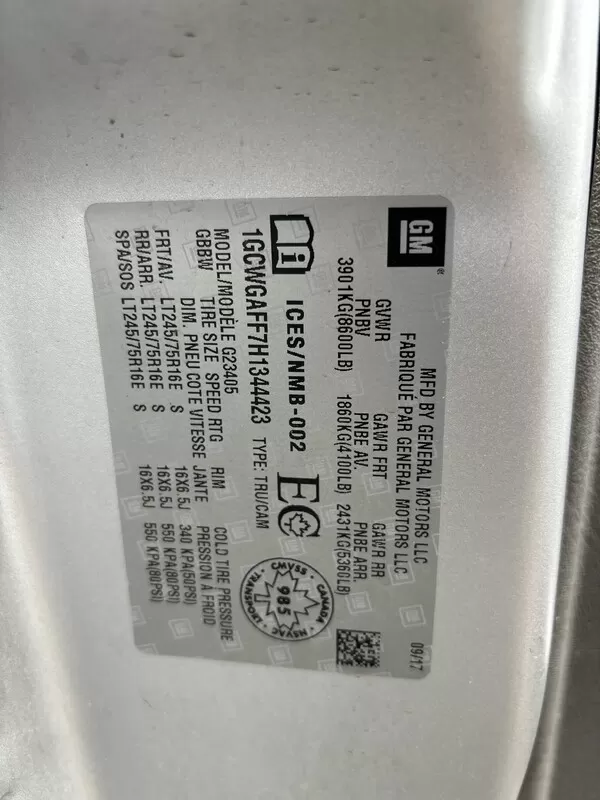 GM
MFD BY GENERAL MOTORS LLC 09/17
FABRIQUÉ PAR GENERAL MOTORS LLC
GVWR GAWR FRT GAWR RR
PNBV PNBE AV. PNBE ARR.
3901KG(8600LB) 1860KG(4100LB) 2431KG(5360LB)
ICES/NMB-002
CMVSS · CANADA · NSVAC · TRANSPORT ·
985
1GCWGAFF7H1344423 TYPE: TRU/CAM
MODEL/MODÈLE G23405
GBBW TIRE SIZE SPEED RTG RIM COLD TIRE PRESSURE
DIM. PNEU COTE VITESSE JANTE PRESSION A FROID
FRT/AV. LT245/75R16E S 16X6.5J 340 KPA(50PSI)
RR/ARR. LT245/75R16E S 16X6.5J 550 KPA(80PSI)
SPA/SOS LT245/75R16E S 16X6.5J 550 KPA(80PSI)